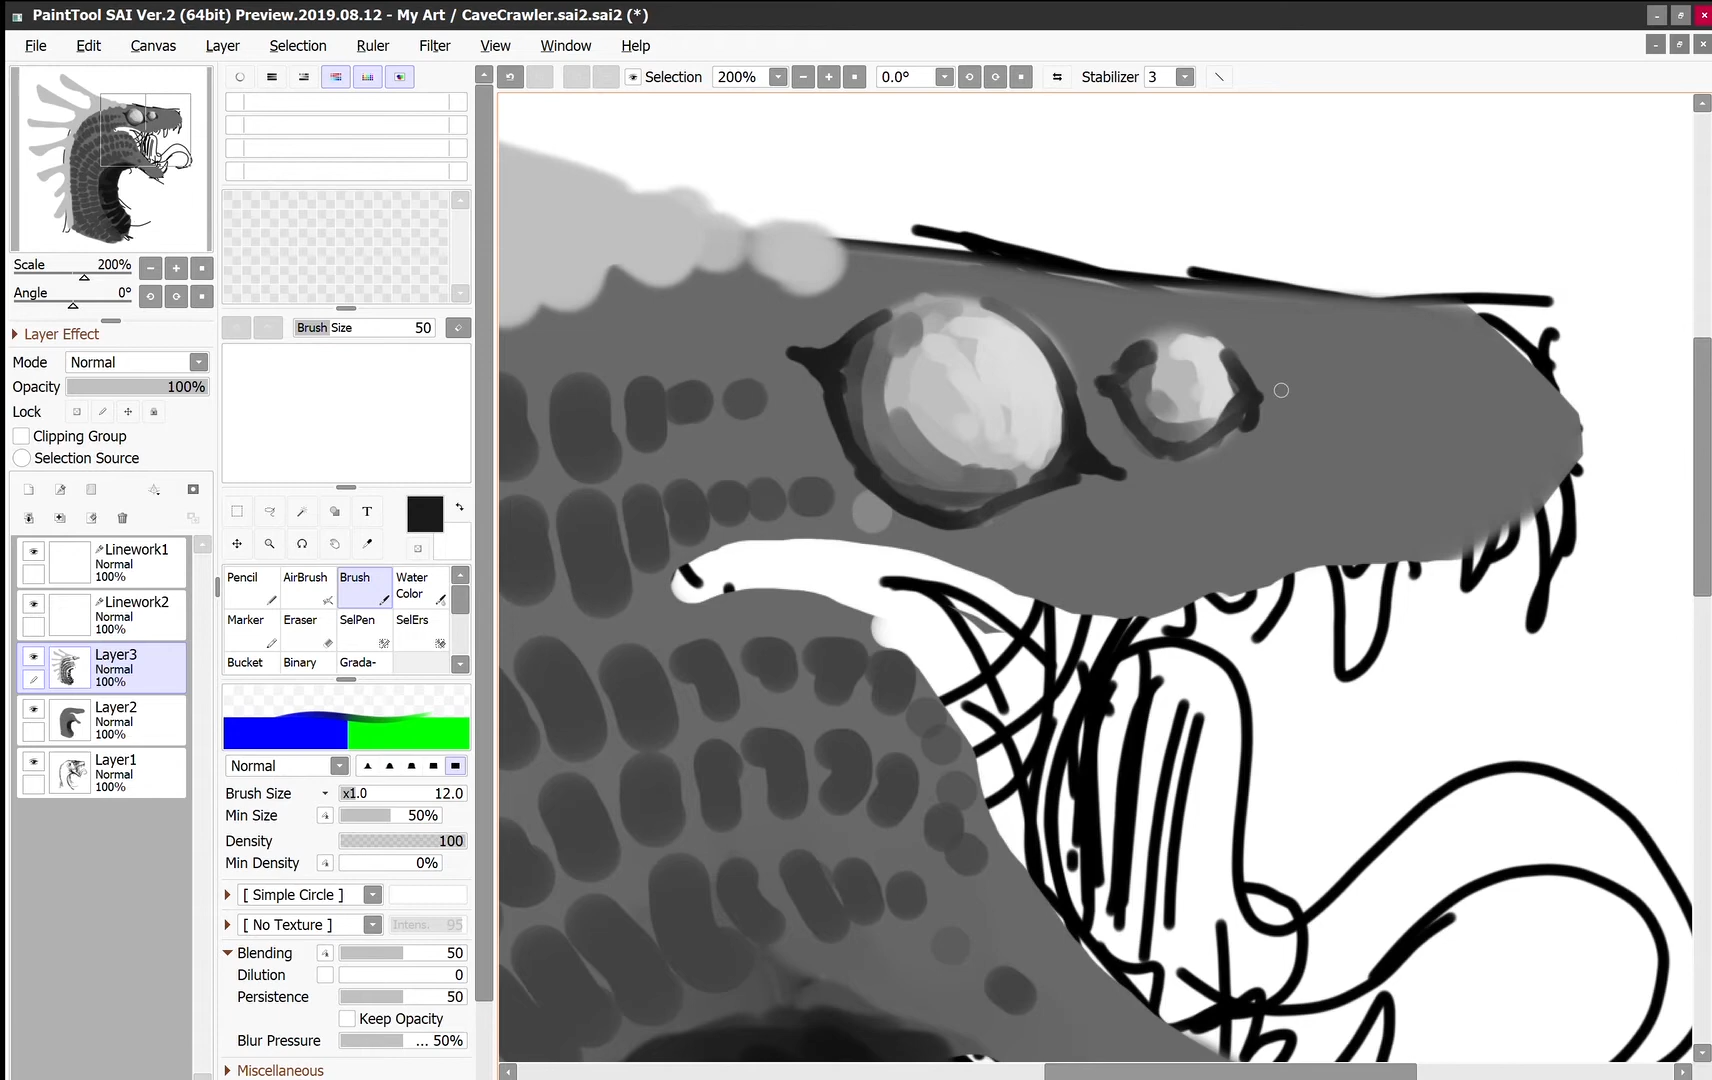 PaintTool SAI Ver.2 (64bit) Preview.2019.08.12 - My Art / CaveCrawler.sai2.sai2 (*)
File Edit Canvas Layer Selection Ruler Filter View Window Help
Selection 200% 0.0° Stabilizer 3
Scale 200%
Angle 0°
Layer Effect
Mode Normal
Opacity 100%
Lock
Clipping Group
Selection Source
Linework1
Normal
100%
Linework2
Normal
100%
Layer3
Normal
100%
Layer2
Normal
100%
Layer1
Normal
100%
Brush Size 50
T
Pencil AirBrush Brush Water Color
Marker Eraser SelPen SelErs
Bucket Binary Grada-
Normal
Brush Size x1.0 12.0
Min Size 50%
Density 100
Min Density 0%
[ Simple Circle ]
[ No Texture ] Intens. 95
Blending 50
Dilution 0
Persistence 50
Keep Opacity
Blur Pressure ... 50%
Miscellaneous